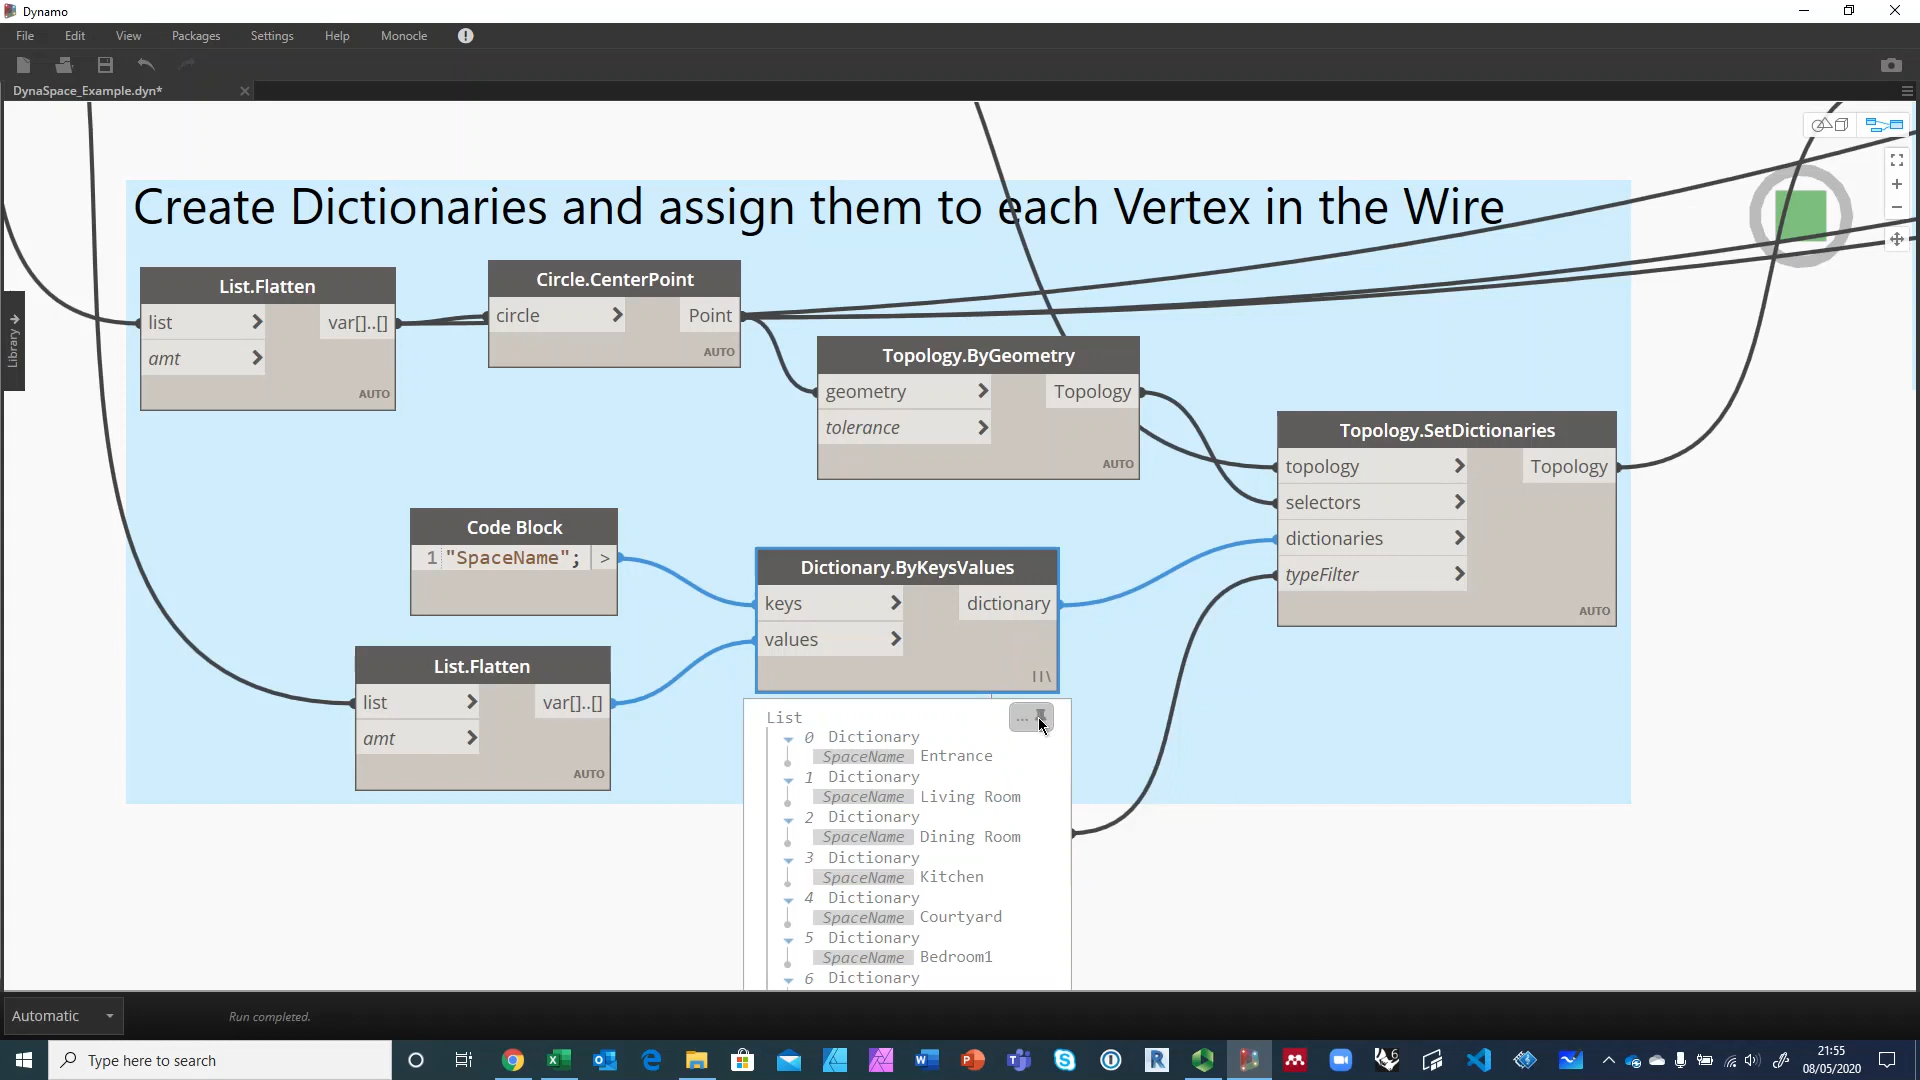 Dynamo
File Edit View Packages Settings Help Monocle
DynaSpace_Example.dyn*
Library
Create Dictionaries and assign them to each Vertex in the Wire
List.Flatten
list var[]..[]
amt
AUTO
Circle.CenterPoint
circle Point
AUTO
Topology.ByGeometry
geometry Topology
tolerance
AUTO
Topology.SetDictionaries
topology Topology
selectors
dictionaries
typeFilter
AUTO
Code Block
1 "SpaceName"; >
Dictionary.ByKeysValues
keys dictionary
values
List.Flatten
list var[]..[]
amt
AUTO
List
0 Dictionary
SpaceName Entrance
1 Dictionary
SpaceName Living Room
2 Dictionary
SpaceName Dining Room
3 Dictionary
SpaceName Kitchen
4 Dictionary
SpaceName Courtyard
5 Dictionary
SpaceName Bedroom1
6 Dictionary
Automatic
Run completed.
Type here to search
21:55
08/05/2020